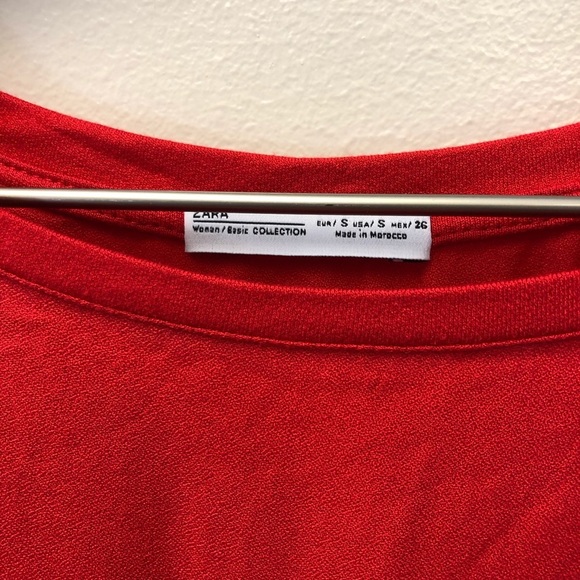 ZARA
Woman / Basic COLLECTION
EUR/ S USA/ S MEX/ 26
Made in Morocco